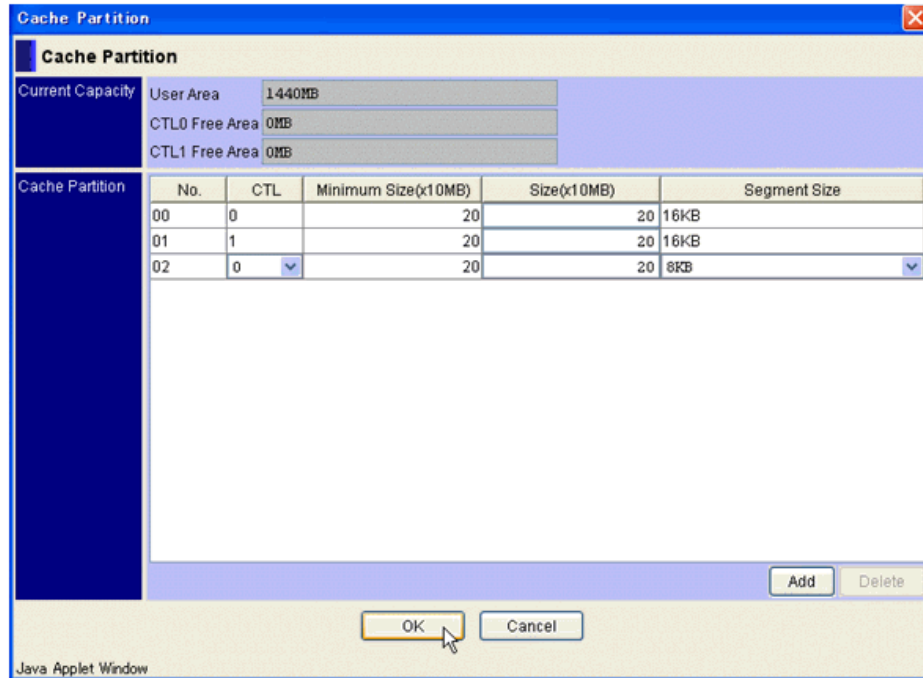 Cache Partition
Cache Partition
Current Capacity
User Area 1440MB
CTL0 Free Area 0MB
CTL1 Free Area 0MB
Cache Partition
No. CTL Minimum Size(x10MB) Size(x10MB) Segment Size
00 0 20 20 16KB
01 1 20 20 16KB
02 0 20 20 8KB
Add Delete
OK Cancel
Java Applet Window